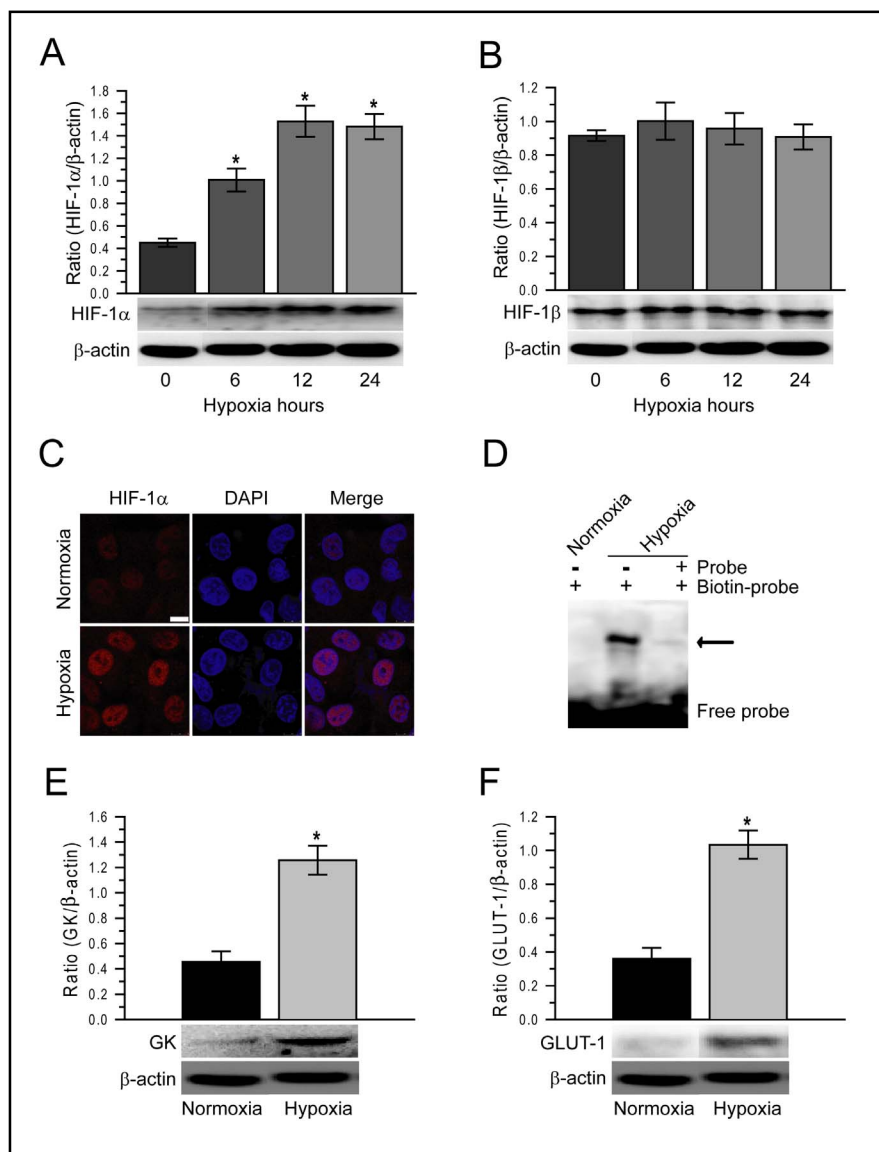 A
Ratio (HIF-1α/β-actin)
1.8
1.6
1.4
1.2
1.0
0.8
0.6
0.4
0.2
0.0
* * *
HIF-1α
β-actin
0 6 12 24
Hypoxia hours
B
Ratio (HIF-1β/β-actin)
1.2
1.0
0.8
0.6
0.4
0.2
0.0
HIF-1β
β-actin
0 6 12 24
Hypoxia hours
C
HIF-1α DAPI Merge
Normoxia
Hypoxia
D
Normoxia Hypoxia
- - + Probe
+ + + Biotin-probe
Free probe
E
Ratio (GK/β-actin)
1.6
1.4
1.2
1.0
0.8
0.6
0.4
0.2
0.0
*
GK
β-actin
Normoxia Hypoxia
F
Ratio (GLUT-1/β-actin)
1.2
1.0
0.8
0.6
0.4
0.2
0.0
*
GLUT-1
β-actin
Normoxia Hypoxia